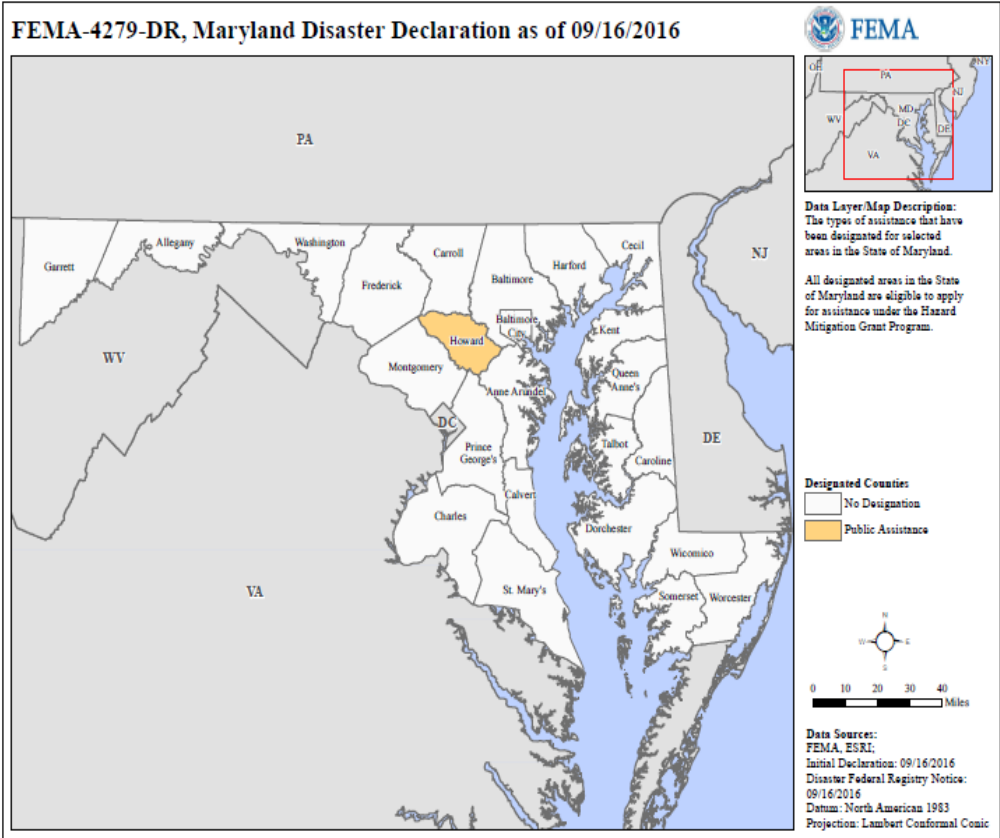 FEMA-4279-DR, Maryland Disaster Declaration as of 09/16/2016
FEMA
OH
PA
NY
NJ
WV
MD
DC
DE
VA
Data Layer/Map Description:
The types of assistance that have
been designated for selected
areas in the State of Maryland.
All designated areas in the State
of Maryland are eligible to apply
for assistance under the Hazard
Mitigation Grant Program.
Designated Counties
No Designation
Public Assistance
N
W
E
S
0 10 20 30 40
Miles
Data Sources:
FEMA, ESRI;
Initial Declaration: 09/16/2016
Disaster Federal Registry Notice:
09/16/2016
Datum: North American 1983
Projection: Lambert Conformal Conic
PA
NJ
WV
DC
DE
VA
Garrett
Allegany
Washington
Frederick
Carroll
Baltimore
Harford
Cecil
Baltimore
City
Howard
Kent
Montgomery
Queen
Anne's
Anne Arundel
Talbot
Prince
George's
Caroline
Calvert
Charles
Dorchester
Wicomico
St. Mary's
Somerset
Worcester